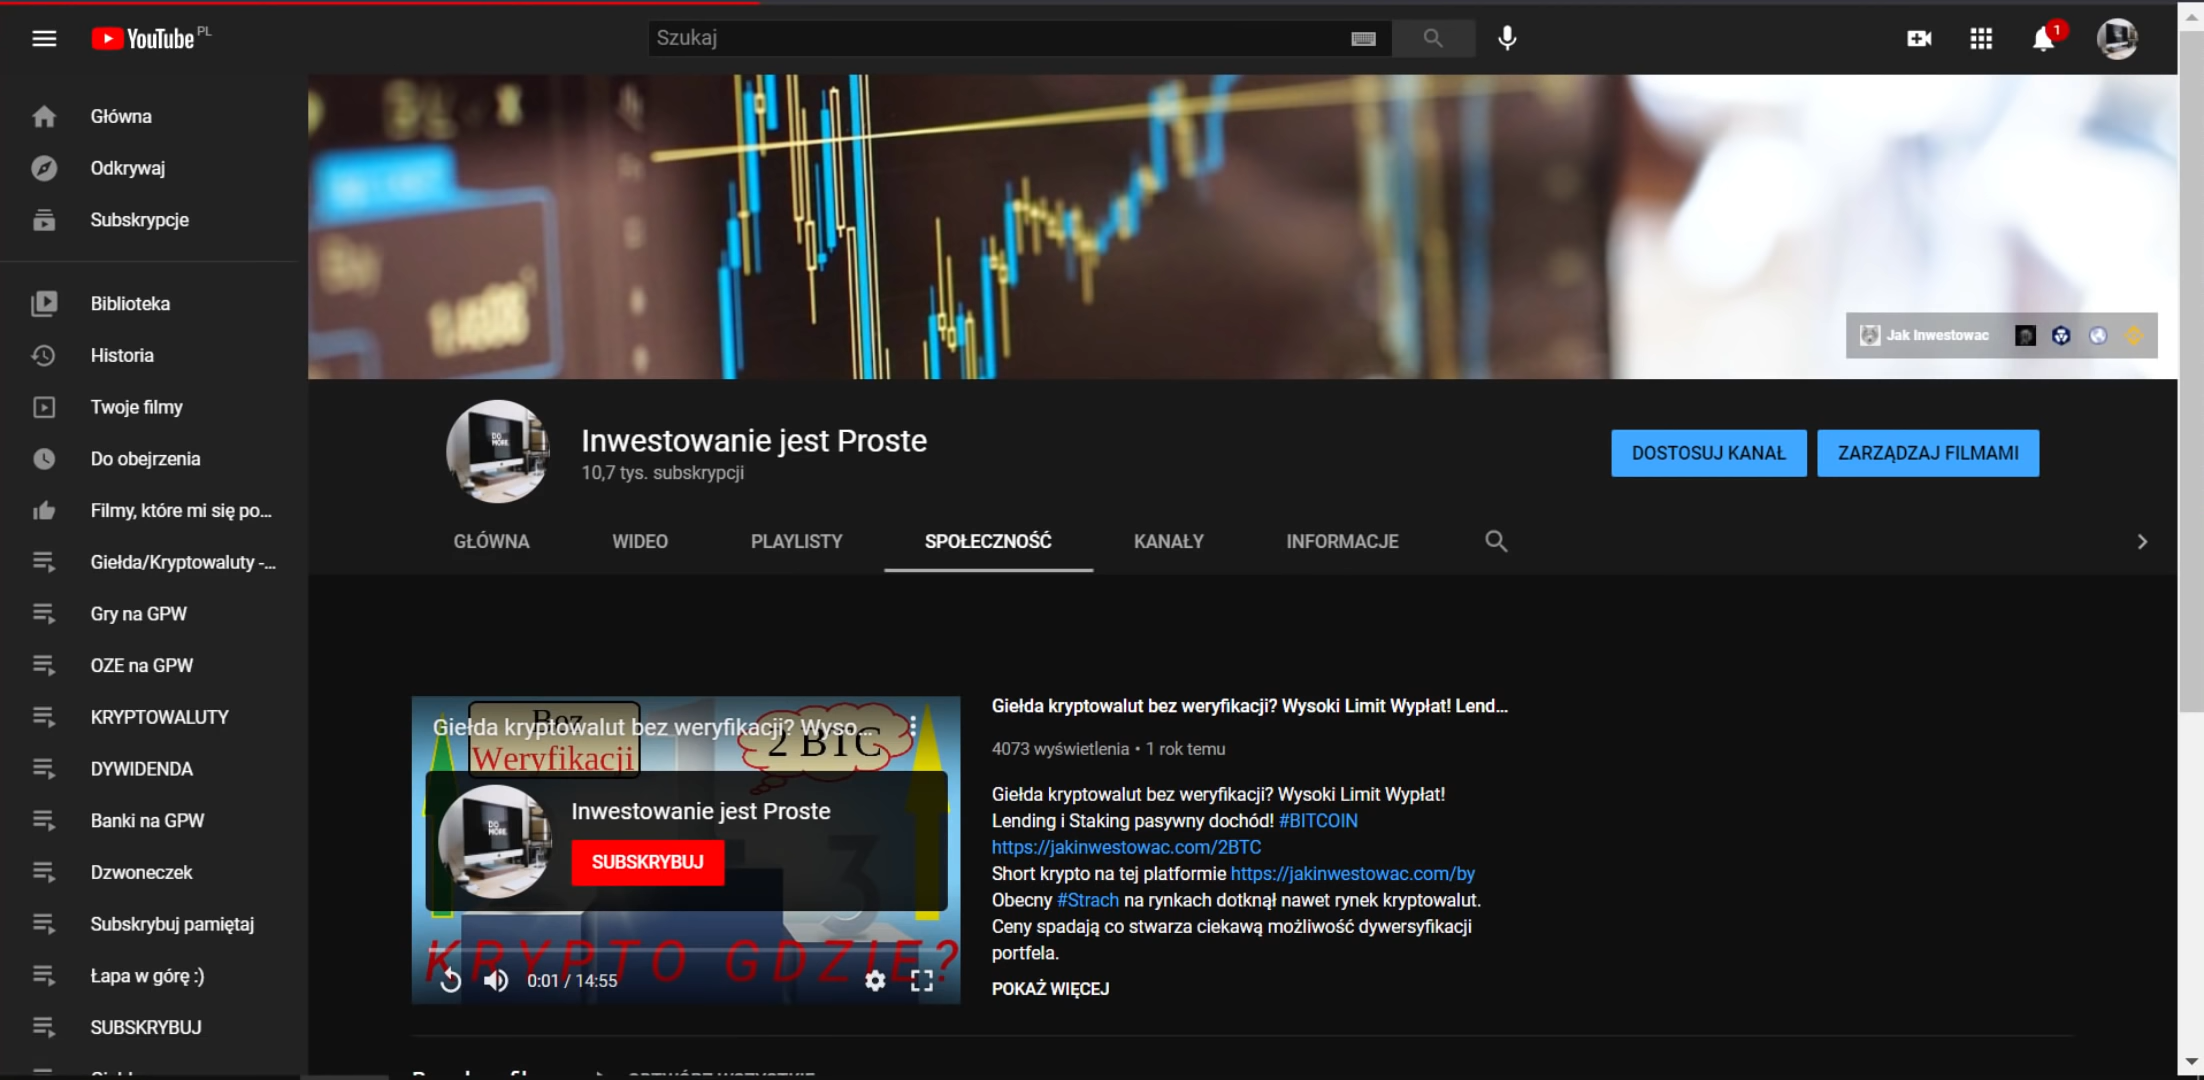 YouTube PL
Szukaj
1
Główna
Odkrywaj
Subskrypcje
Biblioteka
Historia
Twoje filmy
Do obejrzenia
Filmy, które mi się po...
Giełda/Kryptowaluty -...
Gry na GPW
OZE na GPW
KRYPTOWALUTY
DYWIDENDA
Banki na GPW
Dzwoneczek
Subskrybuj pamiętaj
Łapa w górę :)
SUBSKRYBUJ
Jak Inwestowac
DO
MORE.
Inwestowanie jest Proste
10,7 tys. subskrypcji
DOSTOSUJ KANAŁ
ZARZĄDZAJ FILMAMI
GŁÓWNA
WIDEO
PLAYLISTY
SPOŁECZNOŚĆ
KANAŁY
INFORMACJE
Giełda kryptowalut bez weryfikacji? Wyso...
Bez
Weryfikacji
2 BTC
DO
MORE.
Inwestowanie jest Proste
SUBSKRYBUJ
3
KRYPTO GDZIE?
0:01 / 14:55
Giełda kryptowalut bez weryfikacji? Wysoki Limit Wypłat! Lend...
4073 wyświetlenia • 1 rok temu
Giełda kryptowalut bez weryfikacji? Wysoki Limit Wypłat!
Lending i Staking pasywny dochód! #BITCOIN
https://jakinwestowac.com/2BTC
Short krypto na tej platformie https://jakinwestowac.com/by
Obecny #Strach na rynkach dotknął nawet rynek kryptowalut.
Ceny spadają co stwarza ciekawą możliwość dywersyfikacji
portfela.
POKAŻ WIĘCEJ